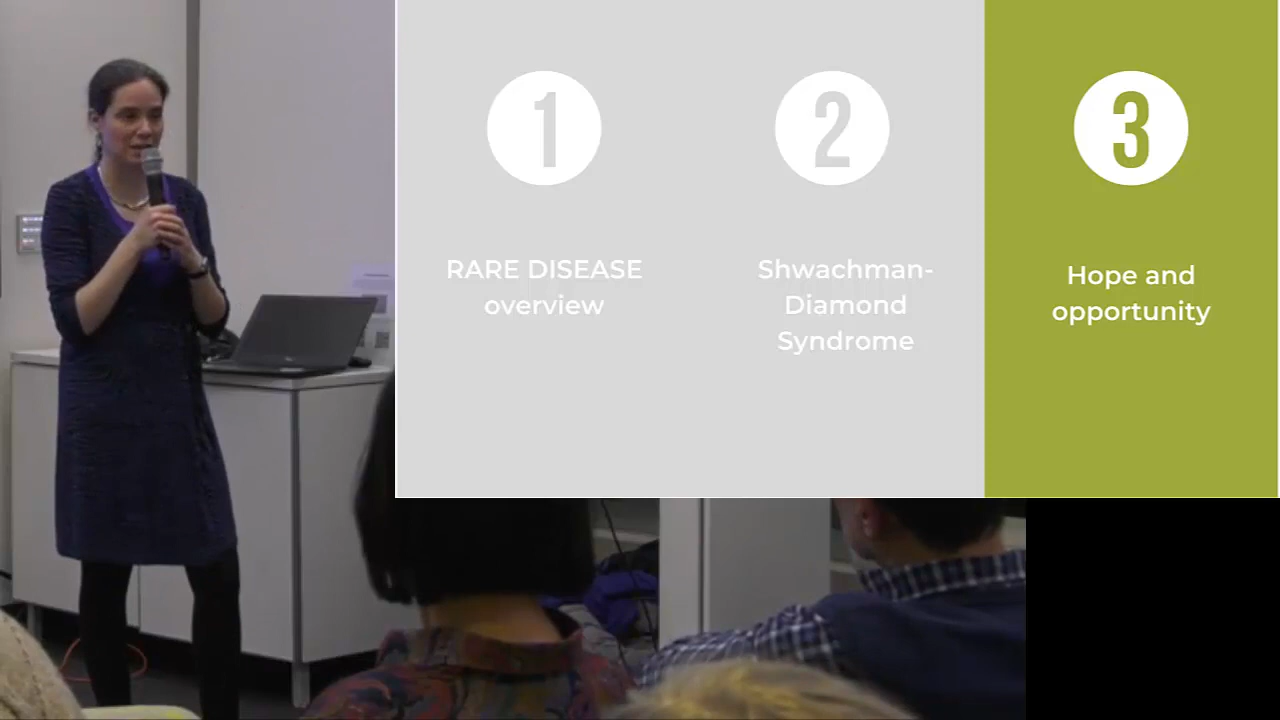 1
RARE DISEASE
overview
2
Shwachman-
Diamond
Syndrome
3
Hope and
opportunity